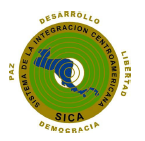 DESARROLLO
PAZ
LIBERTAD
DEMOCRACIA
SISTEMA DE LA INTEGRACION CENTROAMERICANA
SICA